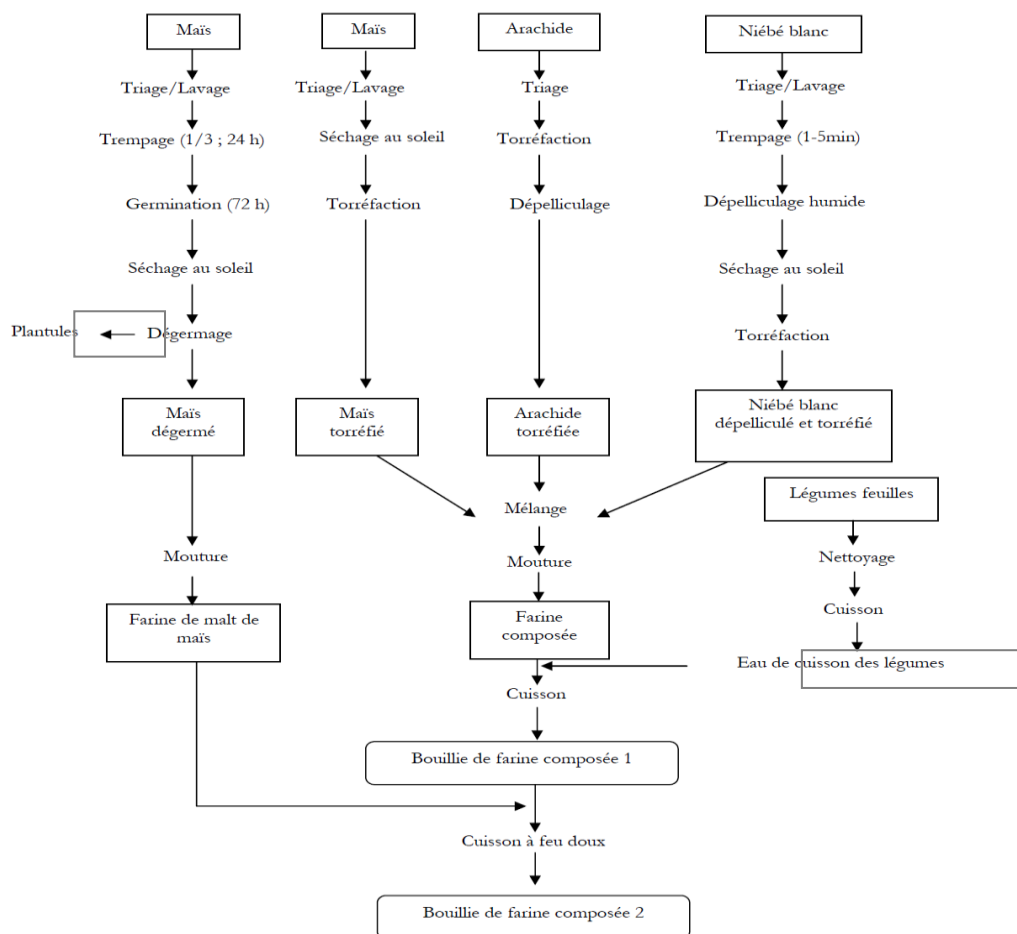 Maïs
Maïs
Arachide
Niébé blanc
Triage/Lavage
Triage/Lavage
Triage
Triage/Lavage
Trempage (1/3 ; 24 h)
Séchage au soleil
Torréfaction
Trempage (1-5min)
Germination (72 h)
Torréfaction
Dépelliculage
Dépelliculage humide
Séchage au soleil
Séchage au soleil
Plantules
Dégermage
Torréfaction
Maïs
dégermé
Maïs
torréfié
Arachide
torréfiée
Niébé blanc
dépelliculé et torréfié
Légumes feuilles
Mélange
Mouture
Mouture
Nettoyage
Farine de malt de
maïs
Farine
composée
Cuisson
Eau de cuisson des légumes
Cuisson
Bouillie de farine composée 1
Cuisson à feu doux
Bouillie de farine composée 2